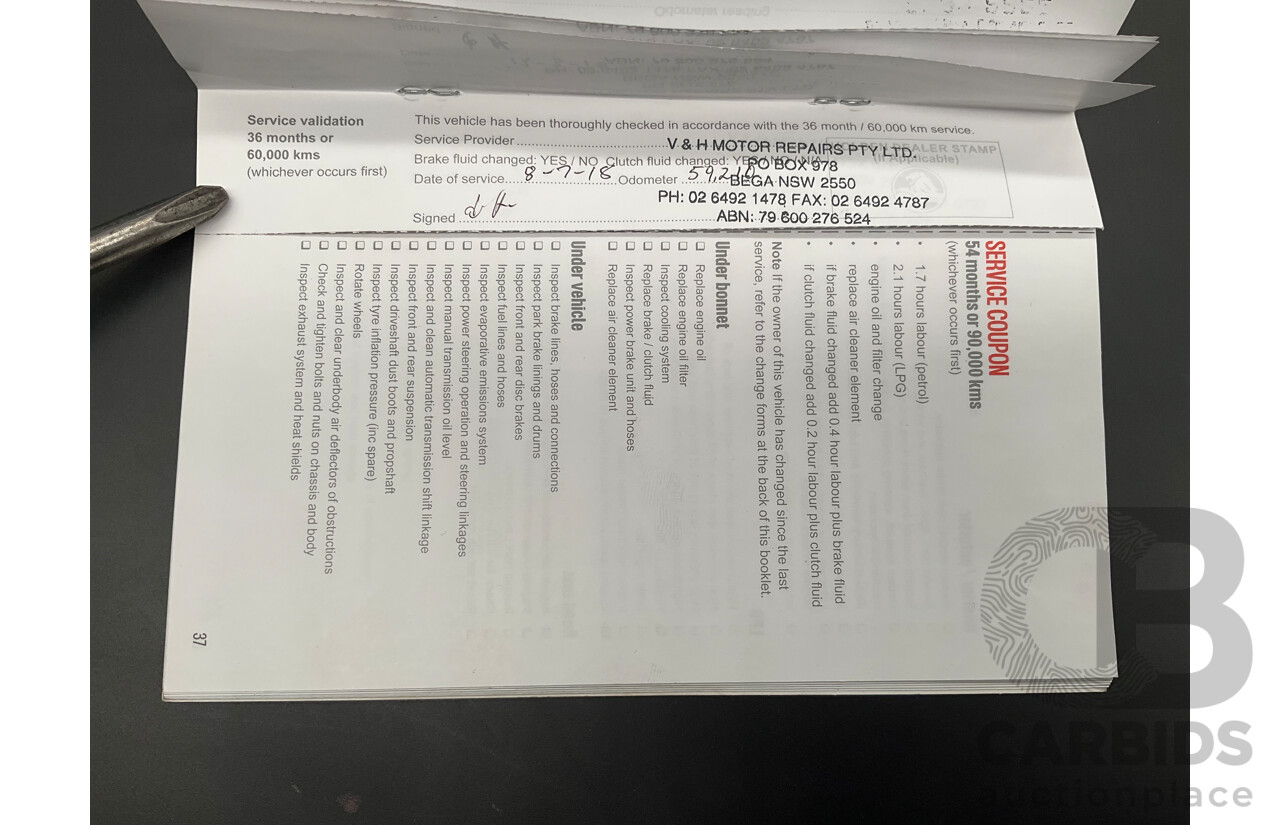 Service validation
36 months or
60,000 kms
(whichever occurs first)
This vehicle has been thoroughly checked in accordance with the 36 month / 60,000 km service.
Service Provider
V & H MOTOR REPAIRS PTY LTD.
DEALER STAMP
(If Applicable)
Brake fluid changed: YES / NO Clutch fluid changed: YES / NO / N/A
PO BOX 978
Date of service 8-7-18 Odometer
BEGA NSW 2550
PH: 02 6492 1478 FAX: 02 6492 4787
Signed
ABN: 79 600 276 524
SERVICE COUPON
54 months or 90,000 kms
(whichever occurs first)
• 1.7 hours labour (petrol)
• 2.1 hours labour (LPG)
• engine oil and filter change
• replace air cleaner element
• if brake fluid changed add 0.4 hour labour plus brake fluid
• if clutch fluid changed add 0.2 hour labour plus clutch fluid
Note If the owner of this vehicle has changed since the last
service, refer to the change forms at the back of this booklet.
Under bonnet
Replace engine oil
Replace engine oil filter
Inspect cooling system
Replace brake / clutch fluid
Inspect power brake unit and hoses
Replace air cleaner element
Under vehicle
Inspect brake lines, hoses and connections
Inspect park brake linings and drums
Inspect front and rear disc brakes
Inspect fuel lines and hoses
Inspect evaporative emissions system
Inspect power steering operation and steering linkages
Inspect manual transmission oil level
Inspect and clean automatic transmission shift linkage
Inspect front and rear suspension
Inspect driveshaft dust boots and propshaft
Inspect tyre inflation pressure (inc spare)
Rotate wheels
Inspect and clear underbody air deflectors of obstructions
Check and tighten bolts and nuts on chassis and body
Inspect exhaust system and heat shields
37
CARBIDS
auctionplace